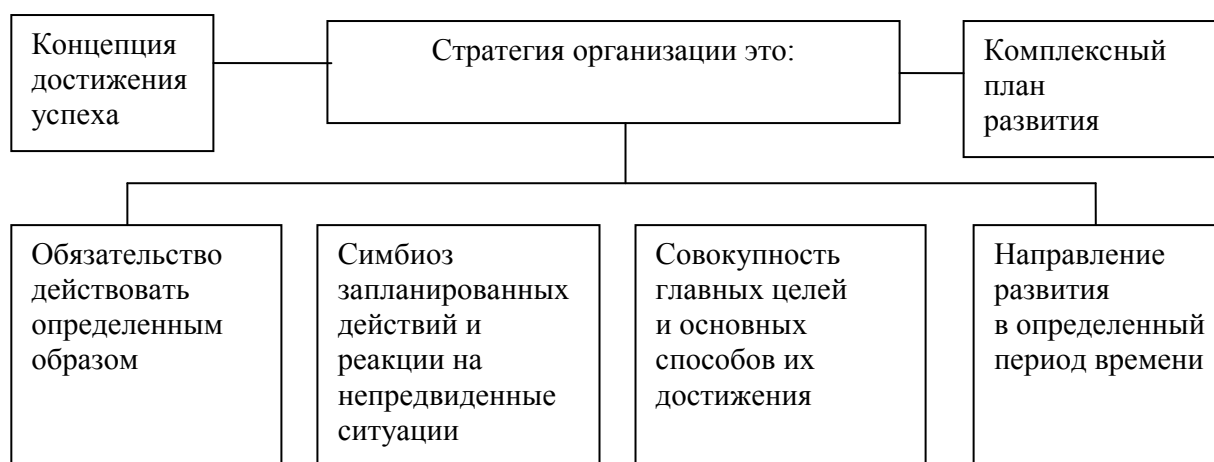 Концепция
достижения
успеха
Стратегия организации это:
Комплексный
план
развития
Обязательство
действовать
определенным
образом
Симбиоз
запланированных
действий и
реакции на
непредвиденные
ситуации
Совокупность
главных целей
и основных
способов их
достижения
Направление
развития
в определенный
период времени